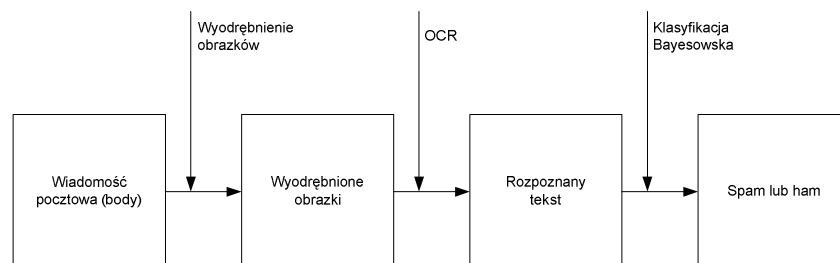 Wyodrębnienie
obrazków
OCR
Klasyfikacja
Bayesowska
Wiadomość
pocztowa (body)
Wyodrębnione
obrazki
Rozpoznany
tekst
Spam lub ham